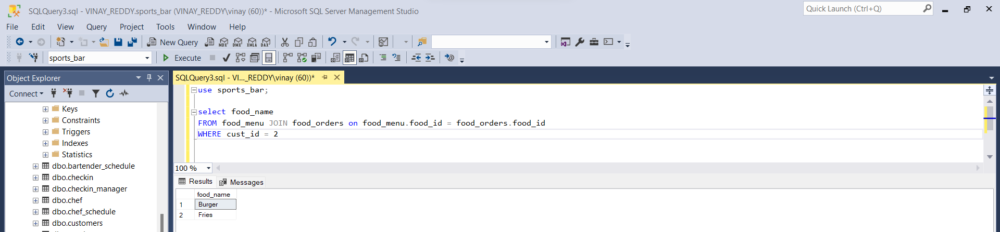 SQLQuery3.sql - VINAY_REDDY.sports_bar (VINAY_REDDY\vinay (60))* - Microsoft SQL Server Management Studio
Quick Launch (Ctrl+Q)
File Edit View Query Project Tools Window Help
New Query MDX DMX XMLA DAX
sports_bar Execute
Object Explorer
Connect
Keys
Constraints
Triggers
Indexes
Statistics
dbo.bartender_schedule
dbo.checkin
dbo.checkin_manager
dbo.chef
dbo.chef_schedule
dbo.customers
SQLQuery3.sql - VI..._REDDY\vinay (60))*
use sports_bar;
select food_name
FROM food_menu JOIN food_orders on food_menu.food_id = food_orders.food_id
WHERE cust_id = 2
100 %
Results Messages
food_name
1 Burger
2 Fries